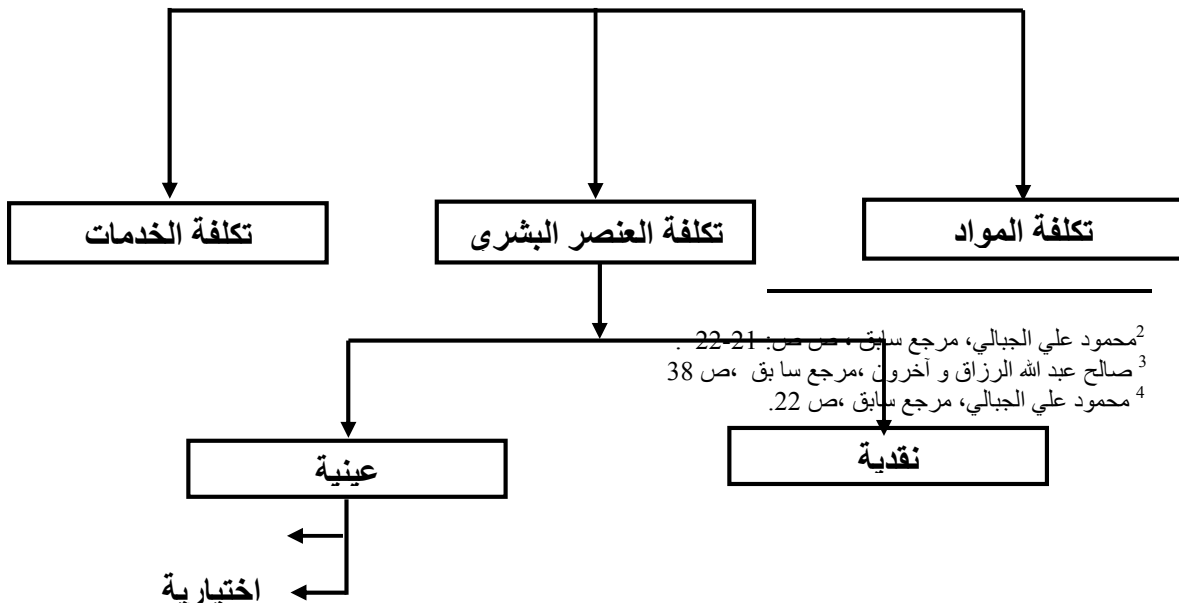 تكلفة المواد
تكلفة العنصر البشرى
تكلفة الخدمات
2محمود علي الجبالي، مرجع سابق ، ص ص: 21-22 .
3 صالح عبد الله الرزاق و آخرون ،مرجع سا بق ،ص 38
4 محمود علي الجبالي، مرجع سابق ،ص 22.
نقدية
عينية
اختيارية